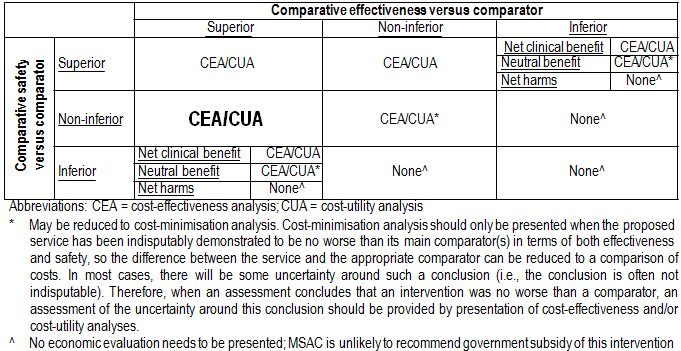 Comparative effectiveness versus comparator
Superior Non-inferior Inferior
Comparative safety
versus comparator
Superior CEA/CUA CEA/CUA Net clinical benefit CEA/CUA
Neutral benefit CEA/CUA*
Net harms None^
Non-inferior CEA/CUA CEA/CUA* None^
Inferior Net clinical benefit CEA/CUA None^ None^
Neutral benefit CEA/CUA*
Net harms None^
Abbreviations: CEA = cost-effectiveness analysis; CUA = cost-utility analysis
* May be reduced to cost-minimisation analysis. Cost-minimisation analysis should only be presented when the proposed
service has been indisputably demonstrated to be no worse than its main comparator(s) in terms of both effectiveness
and safety, so the difference between the service and the appropriate comparator can be reduced to a comparison of
costs. In most cases, there will be some uncertainty around such a conclusion (i.e., the conclusion is often not
indisputable). Therefore, when an assessment concludes that an intervention was no worse than a comparator, an
assessment of the uncertainty around this conclusion should be provided by presentation of cost-effectiveness and/or
cost-utility analyses.
^ No economic evaluation needs to be presented; MSAC is unlikely to recommend government subsidy of this intervention